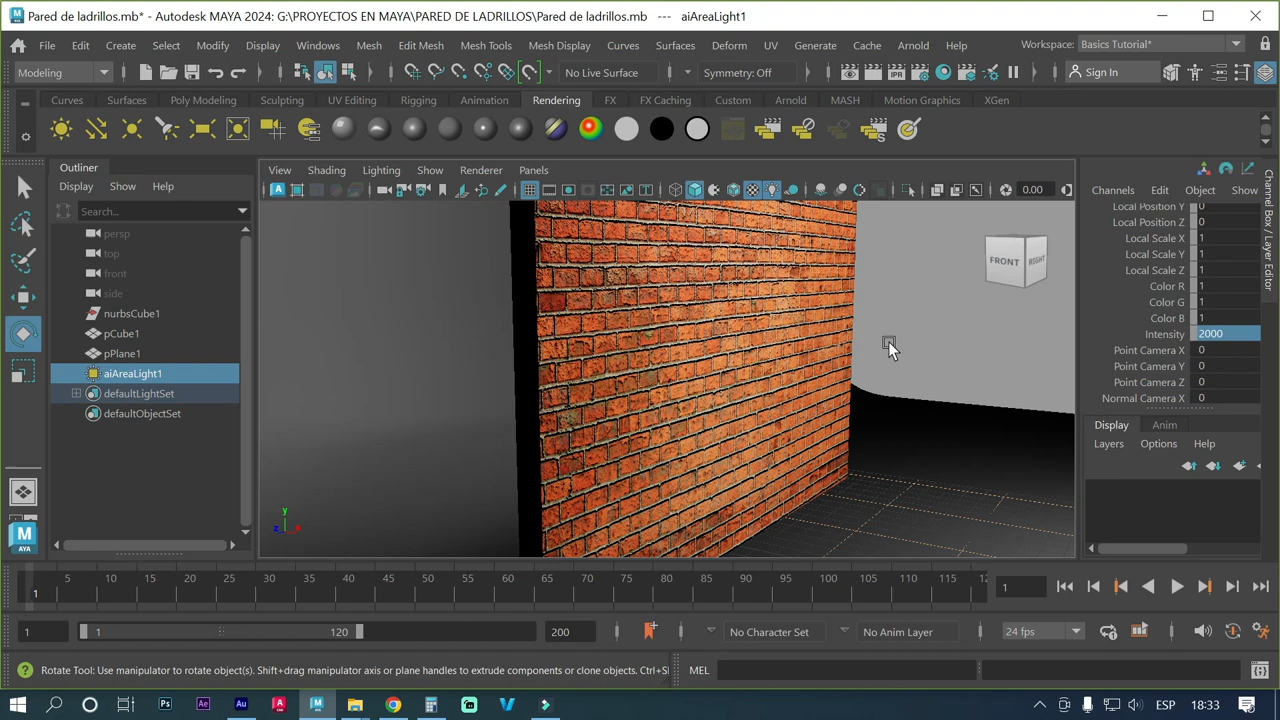 Pared de ladrillos.mb* - Autodesk MAYA 2024: G:\PROYECTOS EN MAYA\PARED DE LADRILLOS\Pared de ladrillos.mb   ---   aiAreaLight1
File Edit Create Select Modify Display Windows Mesh Edit Mesh Mesh Tools Mesh Display Curves Surfaces Deform UV Generate Cache Arnold Help Workspace: Basics Tutorial*
Modeling No Live Surface Symmetry: Off IPR Sign In
Curves Surfaces Poly Modeling Sculpting UV Editing Rigging Animation Rendering FX FX Caching Custom Arnold MASH Motion Graphics XGen
Outliner
Display Show Help
Search...
persp
top
front
side
nurbsCube1
pCube1
pPlane1
aiAreaLight1
defaultLightSet
defaultObjectSet
View Shading Lighting Show Renderer Panels
0.00
FRONT RIGHT
y
z x
Channels Edit Object Show
Local Position Y 0
Local Position Z 0
Local Scale X 1
Local Scale Y 1
Local Scale Z 1
Color R 1
Color G 1
Color B 1
Intensity 2000
Point Camera X 0
Point Camera Y 0
Point Camera Z 0
Normal Camera X 0
Channel Box / Layer Editor
Display Anim
Layers Options Help
M
AYA
5 10 15 20 25 30 35 40 45 50 55 60 65 70 75 80 85 90 95 100 105 110 115 12
1
1
1 1 120 200 No Character Set No Anim Layer 24 fps
Rotate Tool: Use manipulator to rotate object(s). Shift+drag manipulator axis or plane handles to extrude components or clone objects. Ctrl+S
MEL
Ps Ae Au A M V
ESP 18:33